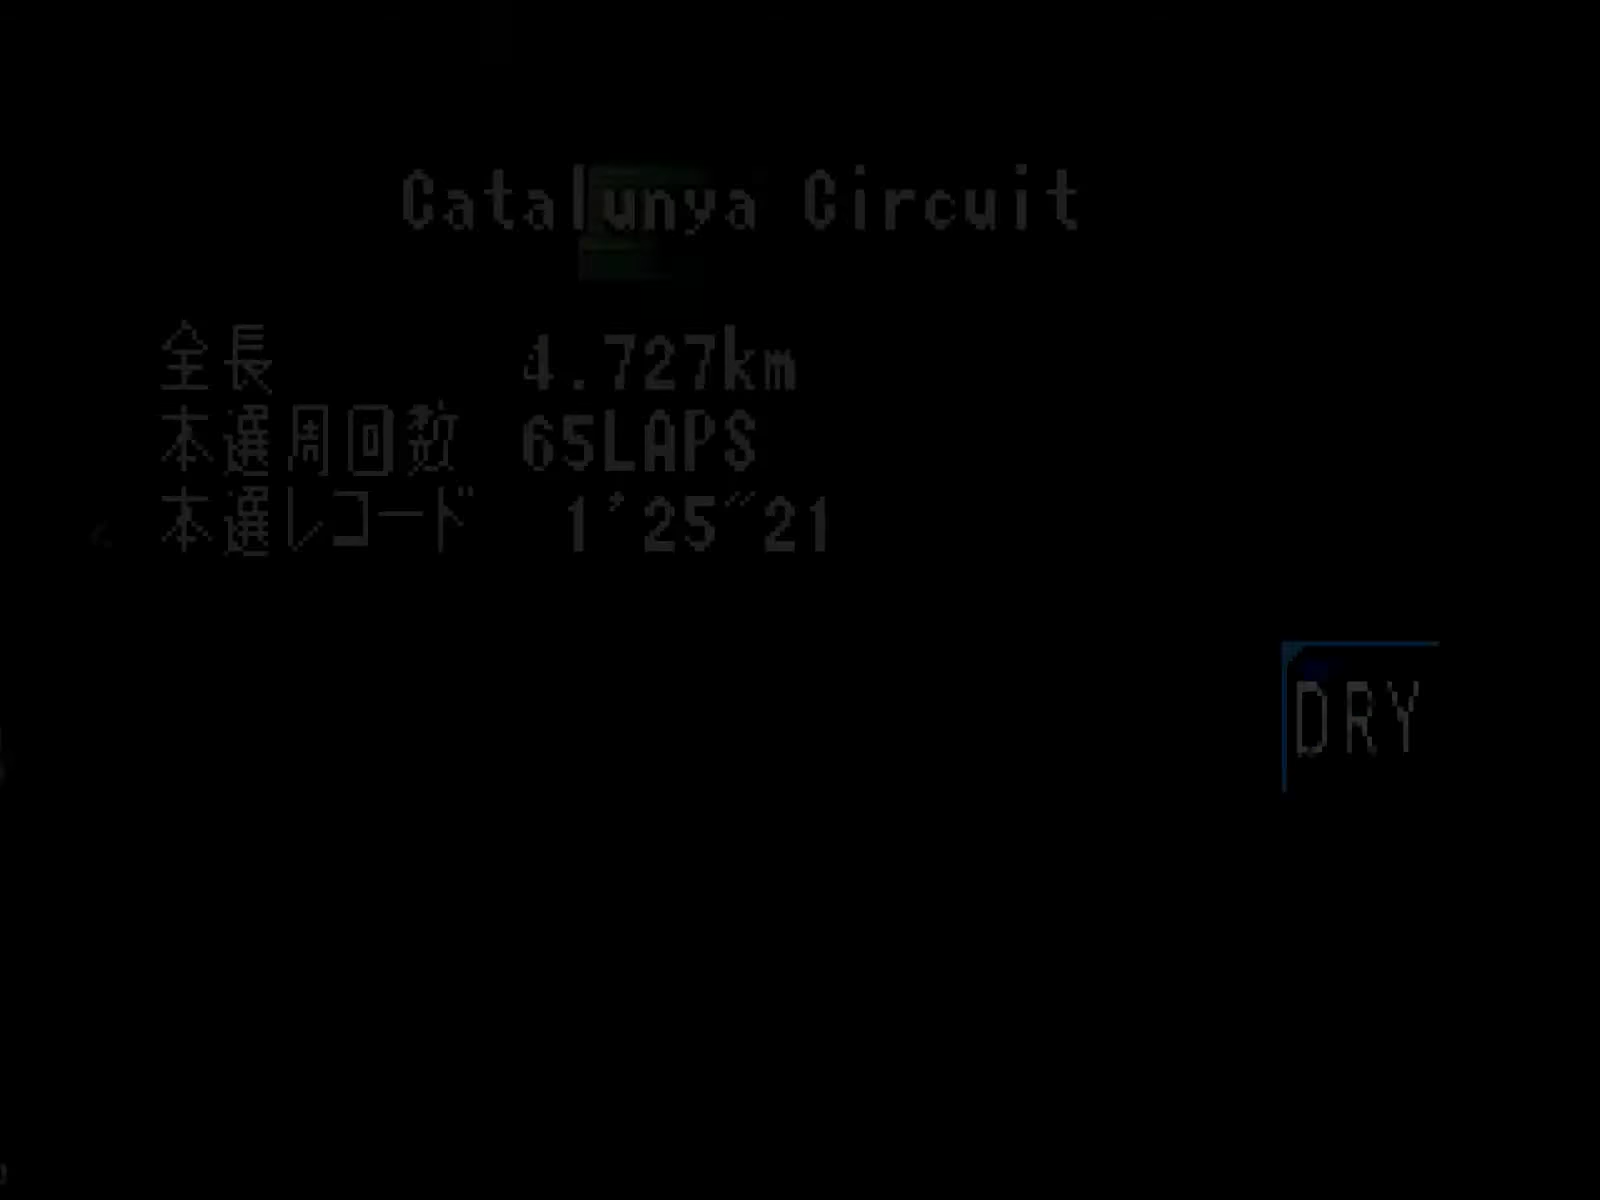 Catalunya Circuit
全長 4.727km
本選周回数 65LAPS
本選レコード 1'25"21
DRY